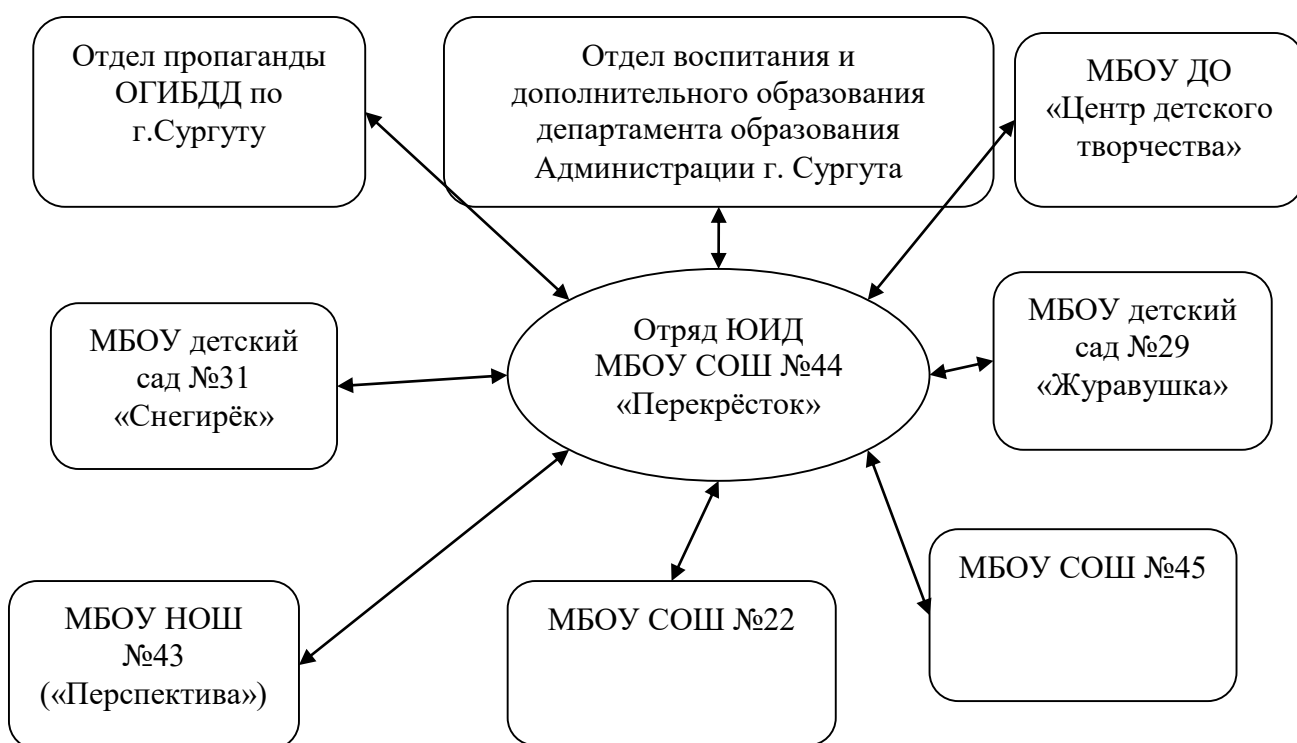 Отдел пропаганды
ОГИБДД по
г.Сургуту
Отдел воспитания и
дополнительного образования
департамента образования
Администрации г. Сургута
МБОУ ДО
«Центр детского
творчества»
МБОУ детский
сад №31
«Снегирёк»
Отряд ЮИД
МБОУ СОШ №44
«Перекрёсток»
МБОУ детский
сад №29
«Журавушка»
МБОУ НОШ
№43
(«Перспектива»)
МБОУ СОШ №22
МБОУ СОШ №45